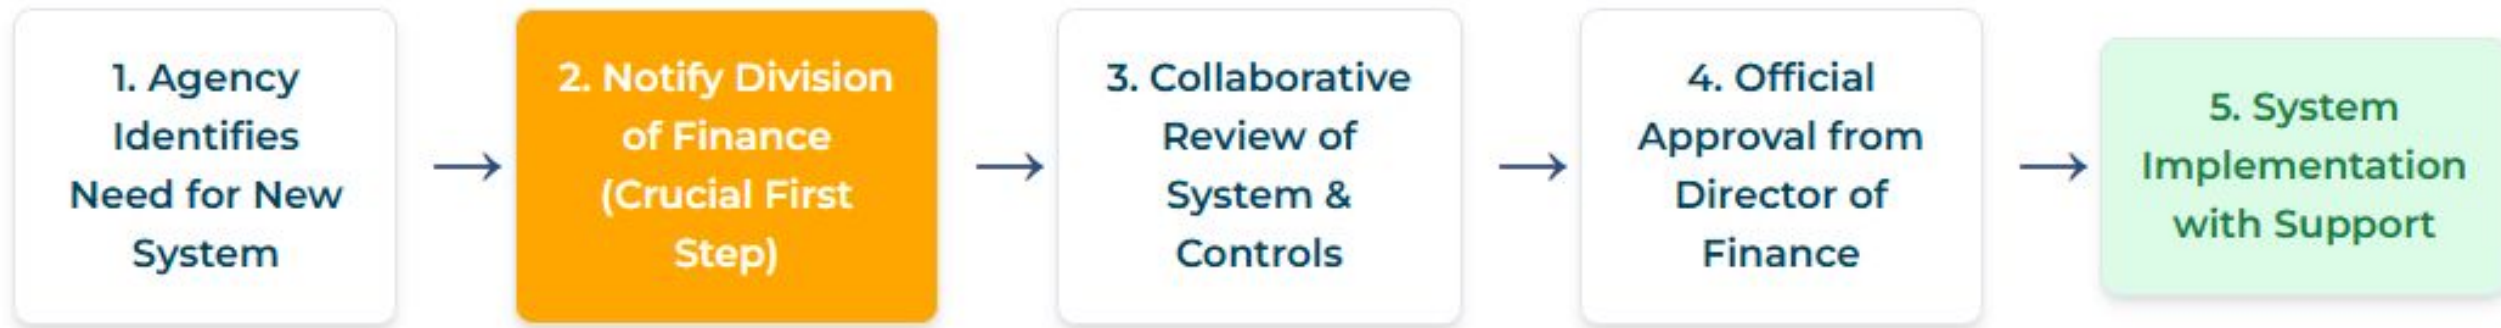 1. Agency
Identifies
Need for New
System
→
2. Notify Division
of Finance
(Crucial First
Step)
→
3. Collaborative
Review of
System &
Controls
→
4. Official
Approval from
Director of
Finance
→
5. System
Implementation
with Support